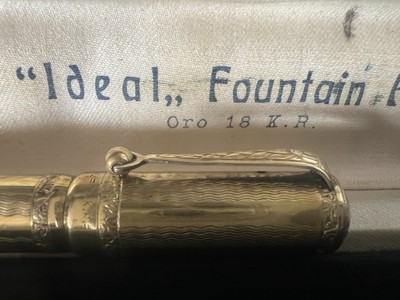 “Ideal„ Fountain P
Oro 18 K.R.